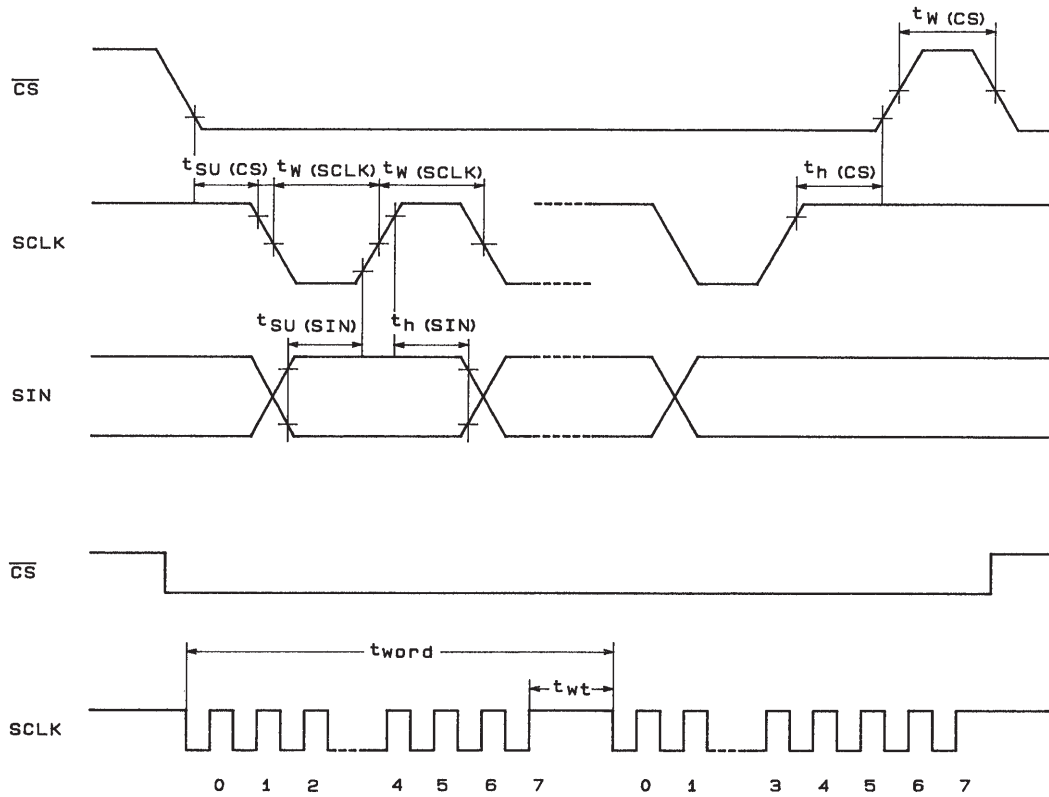 tW (CS)
CS
tSU (CS) tW (SCLK) tW (SCLK) th (CS)
SCLK
tSU (SIN) th (SIN)
SIN
CS
tword
twt
SCLK
0 1 2 4 5 6 7 0 1 3 4 5 6 7